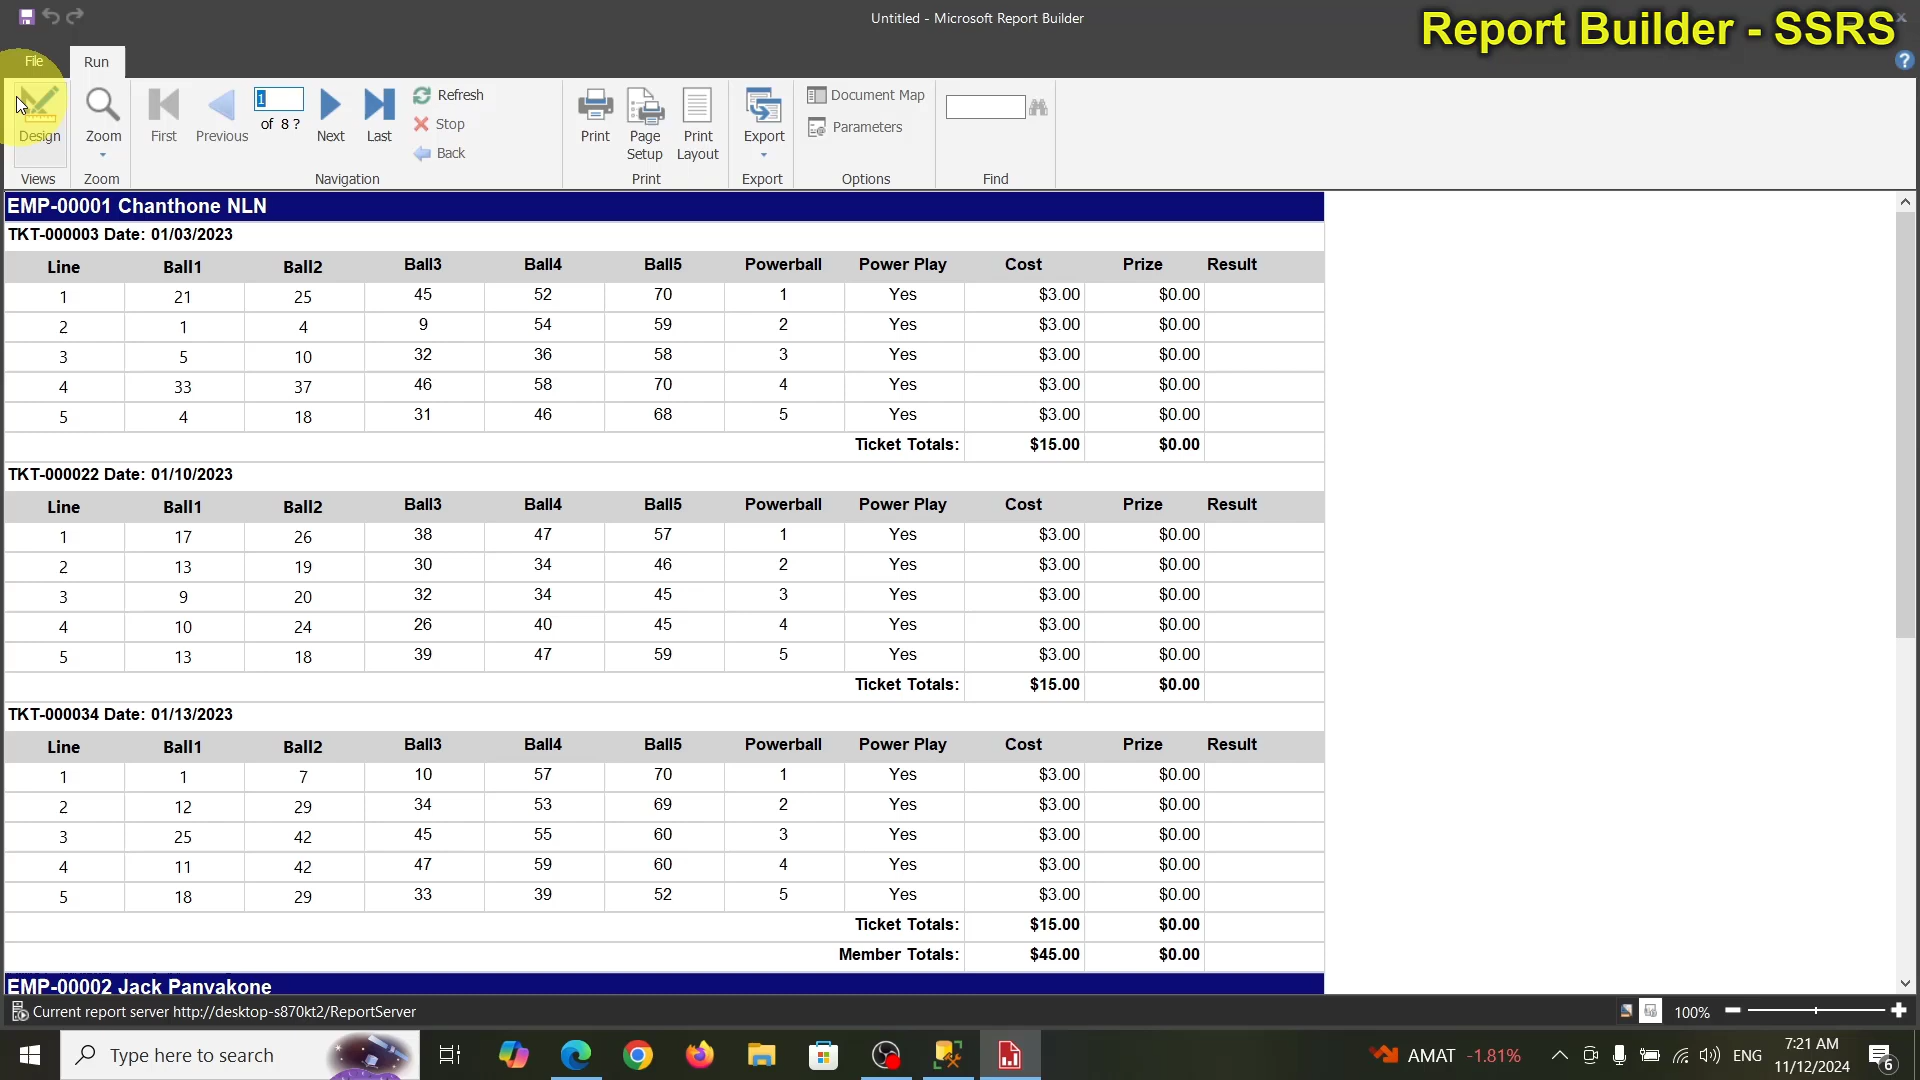 Untitled - Microsoft Report Builder
Report Builder - SSRS
File Run
Design Zoom First Previous 1 of 8 ? Next Last Refresh Stop Back Print Page Setup Print Layout Export Document Map Parameters
Views Zoom Navigation Print Export Options Find
EMP-00001 Chanthone NLN
TKT-000003 Date: 01/03/2023
Line Ball1 Ball2 Ball3 Ball4 Ball5 Powerball Power Play Cost Prize Result
1 21 25 45 52 70 1 Yes $3.00 $0.00
2 1 4 9 54 59 2 Yes $3.00 $0.00
3 5 10 32 36 58 3 Yes $3.00 $0.00
4 33 37 46 58 70 4 Yes $3.00 $0.00
5 4 18 31 46 68 5 Yes $3.00 $0.00
Ticket Totals: $15.00 $0.00
TKT-000022 Date: 01/10/2023
Line Ball1 Ball2 Ball3 Ball4 Ball5 Powerball Power Play Cost Prize Result
1 17 26 38 47 57 1 Yes $3.00 $0.00
2 13 19 30 34 46 2 Yes $3.00 $0.00
3 9 20 32 34 45 3 Yes $3.00 $0.00
4 10 24 26 40 45 4 Yes $3.00 $0.00
5 13 18 39 47 59 5 Yes $3.00 $0.00
Ticket Totals: $15.00 $0.00
TKT-000034 Date: 01/13/2023
Line Ball1 Ball2 Ball3 Ball4 Ball5 Powerball Power Play Cost Prize Result
1 1 7 10 57 70 1 Yes $3.00 $0.00
2 12 29 34 53 69 2 Yes $3.00 $0.00
3 25 42 45 55 60 3 Yes $3.00 $0.00
4 11 42 47 59 60 4 Yes $3.00 $0.00
5 18 29 33 39 52 5 Yes $3.00 $0.00
Ticket Totals: $15.00 $0.00
Member Totals: $45.00 $0.00
EMP-00002 Jack Panyakone
Current report server http://desktop-s870kt2/ReportServer 100%
Type here to search AMAT -1.81% ENG 7:21 AM
11/12/2024 6